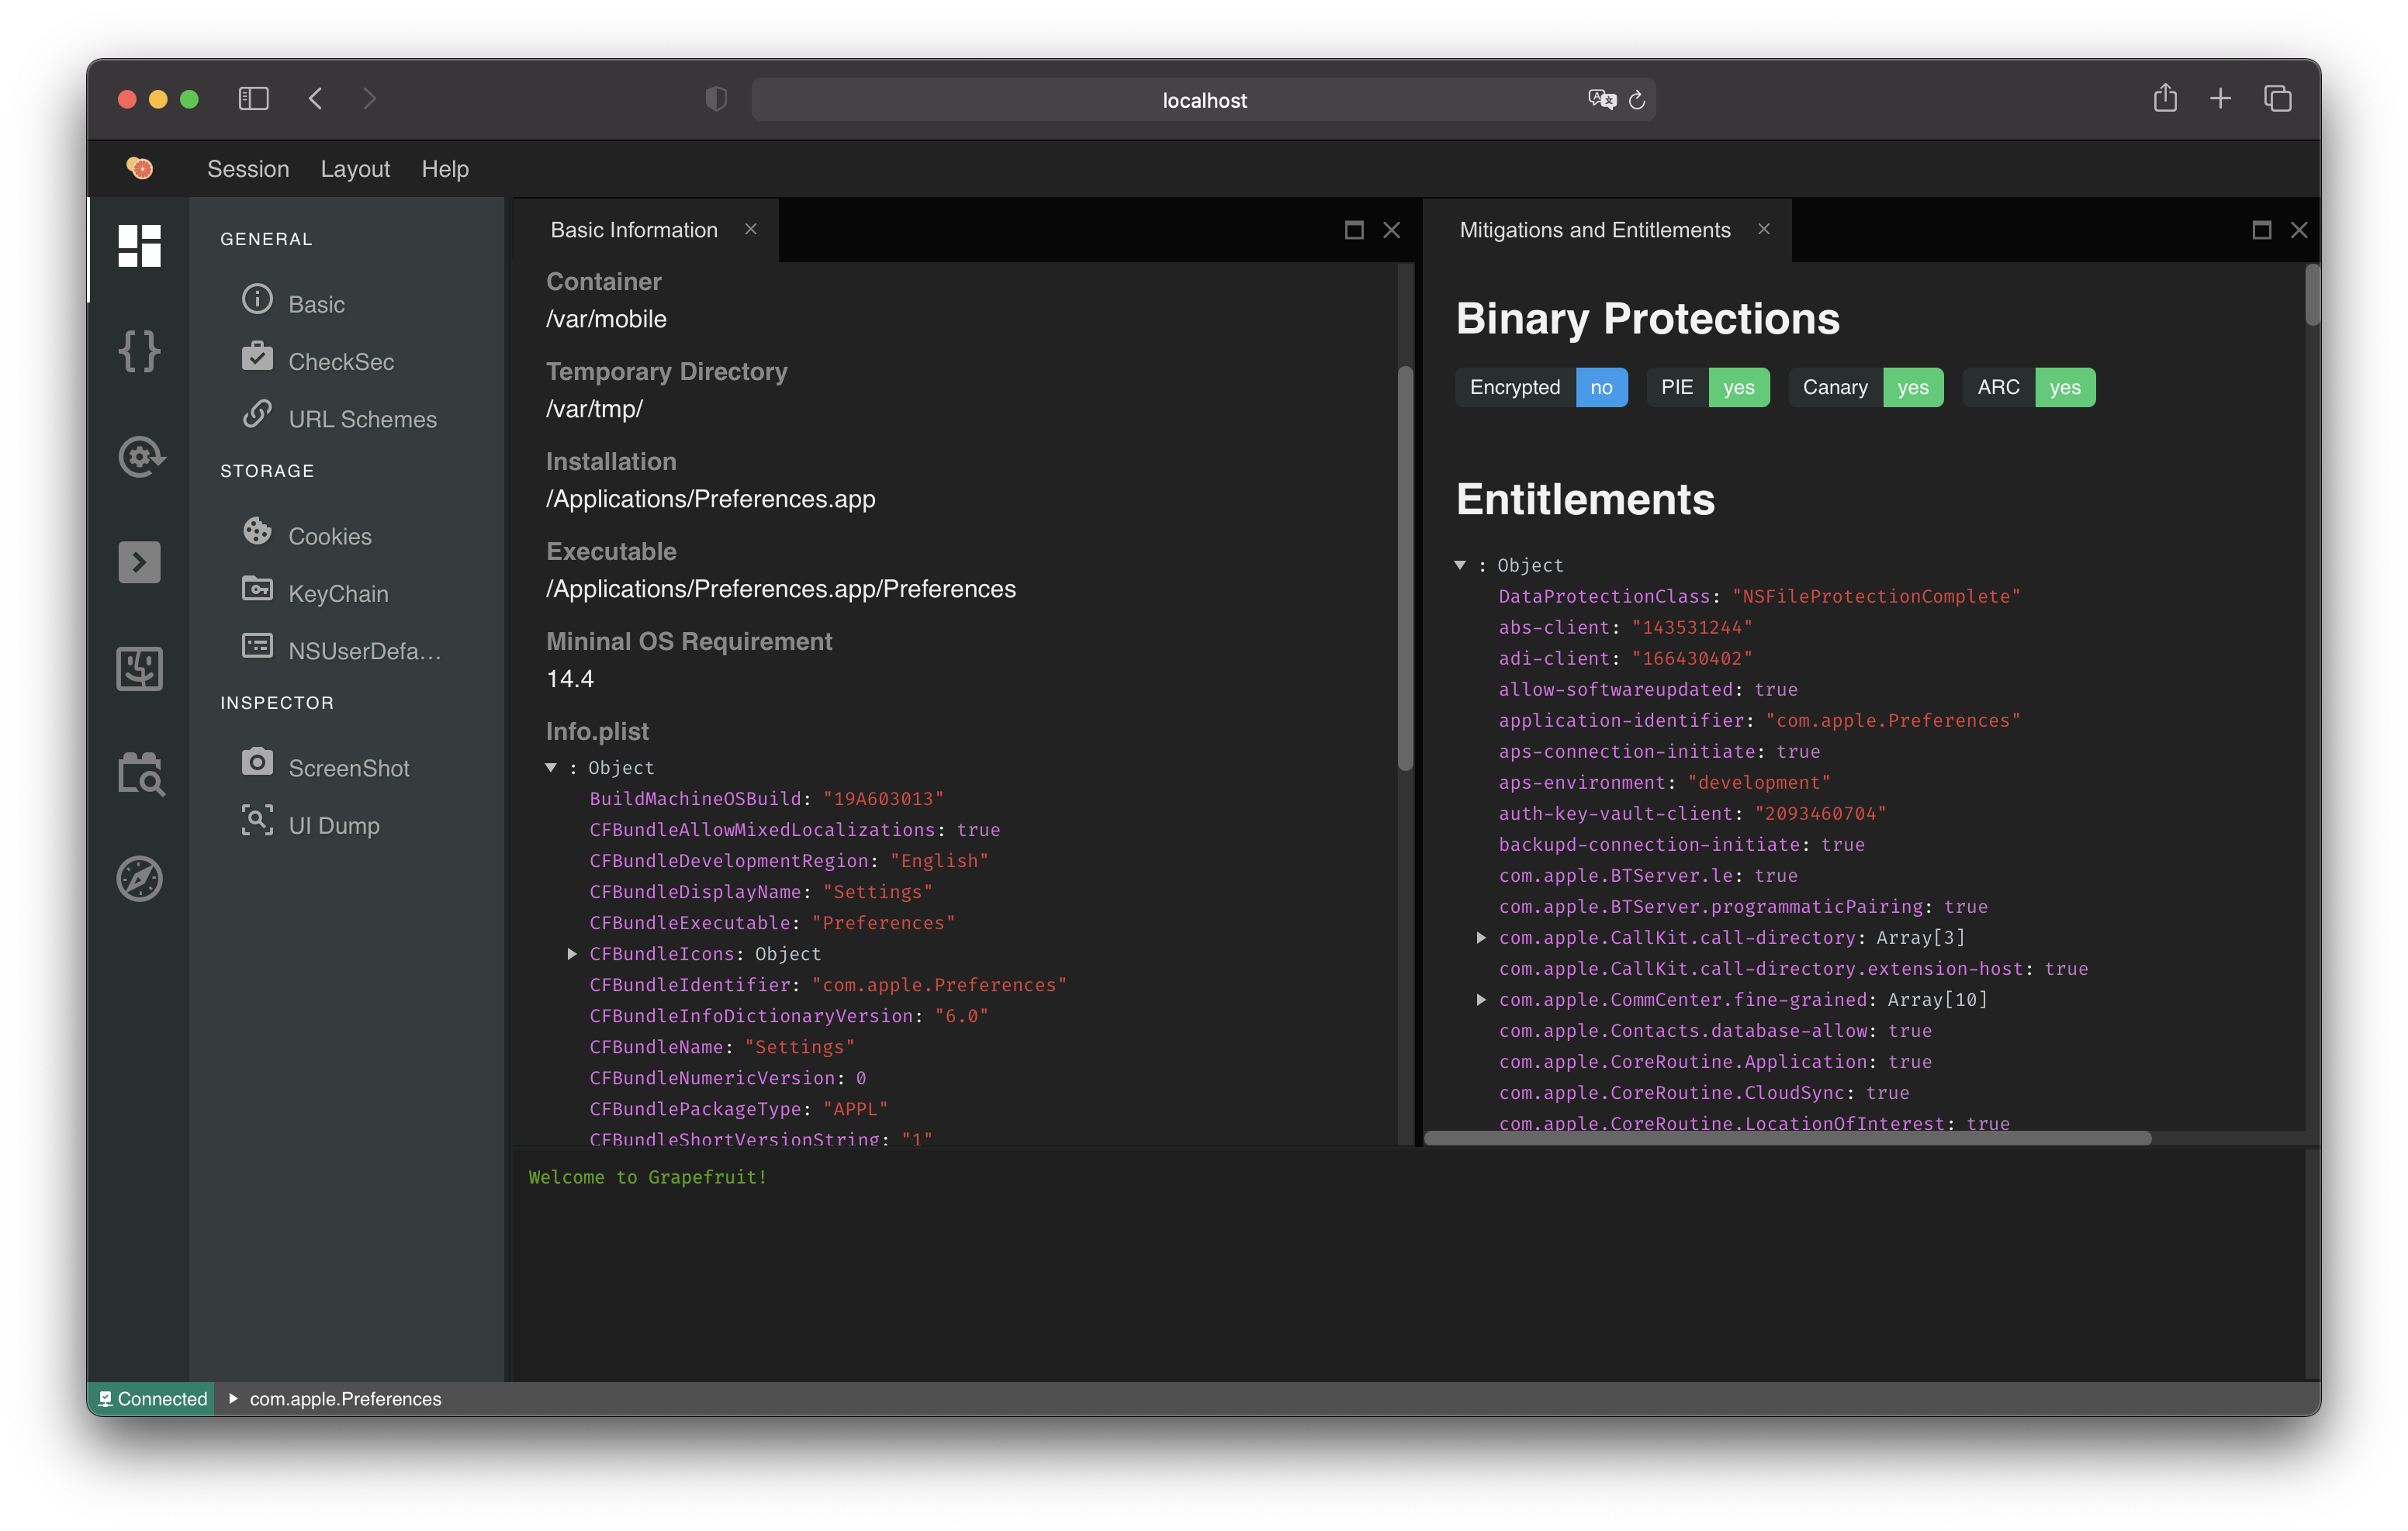 localhost
Session Layout Help
GENERAL
Basic
CheckSec
URL Schemes
STORAGE
Cookies
KeyChain
NSUserDefa...
INSPECTOR
ScreenShot
UI Dump
Basic Information
Container
/var/mobile
Temporary Directory
/var/tmp/
Installation
/Applications/Preferences.app
Executable
/Applications/Preferences.app/Preferences
Mininal OS Requirement
14.4
Info.plist
: Object
BuildMachineOSBuild: "19A603013"
CFBundleAllowMixedLocalizations: true
CFBundleDevelopmentRegion: "English"
CFBundleDisplayName: "Settings"
CFBundleExecutable: "Preferences"
CFBundleIcons: Object
CFBundleIdentifier: "com.apple.Preferences"
CFBundleInfoDictionaryVersion: "6.0"
CFBundleName: "Settings"
CFBundleNumericVersion: 0
CFBundlePackageType: "APPL"
CFBundleShortVersionString: "1"
Mitigations and Entitlements
Binary Protections
Encrypted no PIE yes Canary yes ARC yes
Entitlements
: Object
DataProtectionClass: "NSFileProtectionComplete"
abs-client: "143531244"
adi-client: "166430402"
allow-softwareupdated: true
application-identifier: "com.apple.Preferences"
aps-connection-initiate: true
aps-environment: "development"
auth-key-vault-client: "2093460704"
backupd-connection-initiate: true
com.apple.BTServer.le: true
com.apple.BTServer.programmaticPairing: true
com.apple.CallKit.call-directory: Array[3]
com.apple.CallKit.call-directory.extension-host: true
com.apple.CommCenter.fine-grained: Array[10]
com.apple.Contacts.database-allow: true
com.apple.CoreRoutine.Application: true
com.apple.CoreRoutine.CloudSync: true
com.apple.CoreRoutine.LocationOfInterest: true
Welcome to Grapefruit!
Connected com.apple.Preferences